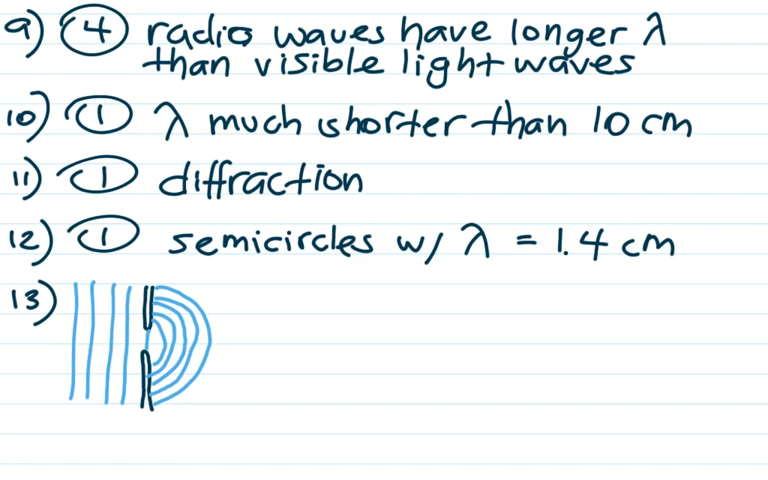 9) 4 radio waves have longer λ
than visible light waves
10) 1 λ much shorter than 10 cm
11) 1 diffraction
12) 1 semicircles w/ λ = 1.4 cm
13)